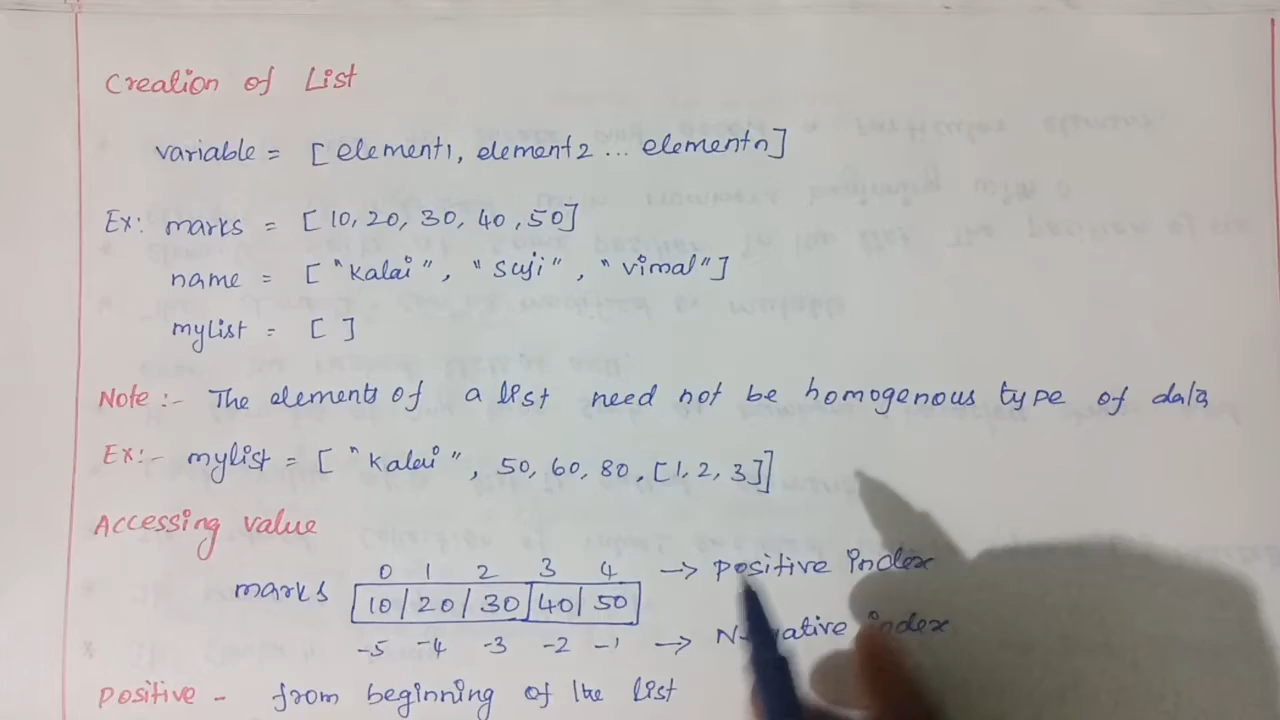 Creation of List
variable = [element1, element2 ... elementn]
Ex: marks = [10, 20, 30, 40, 50]
name = ["Kalai", "Suji", "Vimal"]
mylist = [ ]
Note :- The elements of a list need not be homogenous type of data
Ex:- mylist = ["Kalai", 50, 60, 80, [1, 2, 3]]
Accessing value
0 1 2 3 4 → positive index
marks 10 20 30 40 50
-5 -4 -3 -2 -1 → Negative index
positive - from beginning of the list